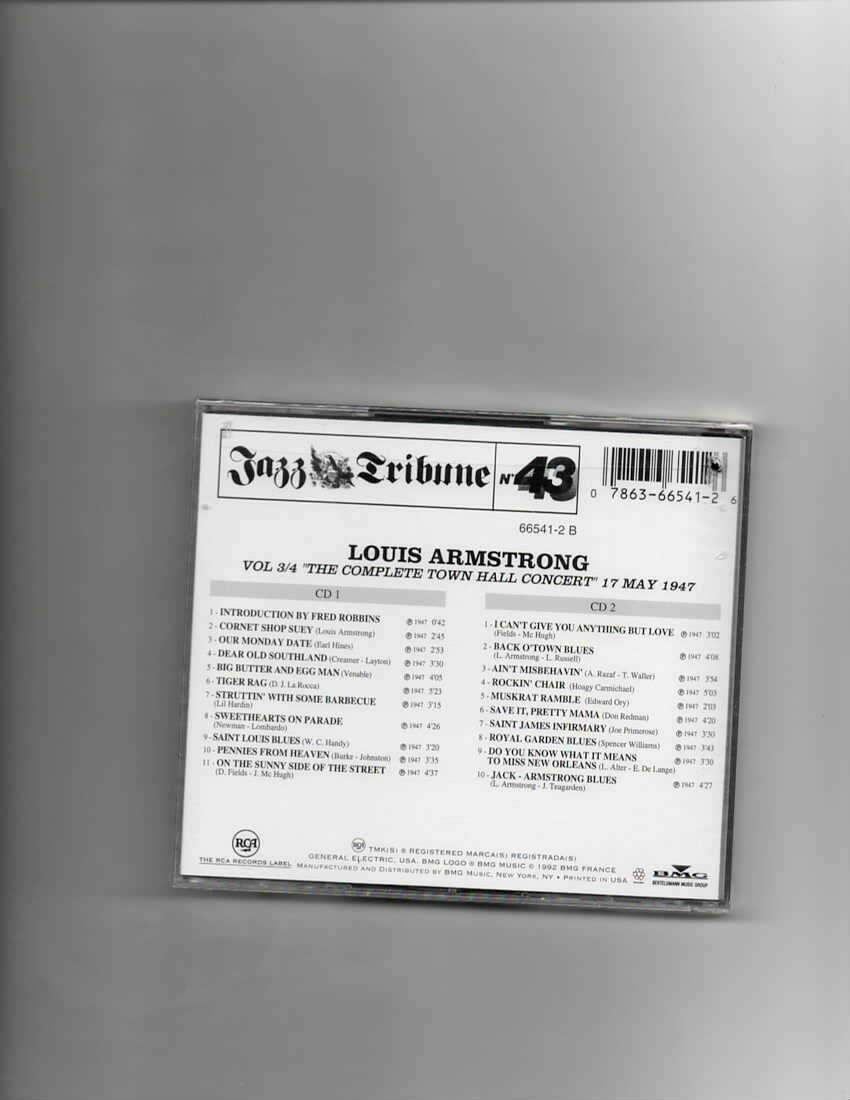 Jazz Tribune N° 43
0 7863-66541-2 6
66541-2 B
LOUIS ARMSTRONG
VOL 3/4 "THE COMPLETE TOWN HALL CONCERT" 17 MAY 1947
CD 1
1 - INTRODUCTION BY FRED ROBBINS ℗ 1947 0'42
2 - CORNET SHOP SUEY (Louis Armstrong) ℗ 1947 2'45
3 - OUR MONDAY DATE (Earl Hines) ℗ 1947 2'53
4 - DEAR OLD SOUTHLAND (Creamer - Layton) ℗ 1947 3'30
5 - BIG BUTTER AND EGG MAN (Venable) ℗ 1947 4'05
6 - TIGER RAG (D. J. La Rocca) ℗ 1947 5'23
7 - STRUTTIN' WITH SOME BARBECUE ℗ 1947 3'15
(Lil Hardin)
8 - SWEETHEARTS ON PARADE
(Newman - Lombardo) ℗ 1947 4'26
9 - SAINT LOUIS BLUES (W. C. Handy) ℗ 1947 3'20
10 - PENNIES FROM HEAVEN (Burke - Johnston) ℗ 1947 3'35
11 - ON THE SUNNY SIDE OF THE STREET ℗ 1947 4'37
(D. Fields - J. Mc Hugh)
CD 2
1 - I CAN'T GIVE YOU ANYTHING BUT LOVE ℗ 1947 3'02
(Fields - Mc Hugh)
2 - BACK O'TOWN BLUES
(L. Armstrong - L. Russell) ℗ 1947 4'08
3 - AIN'T MISBEHAVIN' (A. Razaf - T. Waller) ℗ 1947 3'54
4 - ROCKIN' CHAIR (Hoagy Carmichael) ℗ 1947 5'03
5 - MUSKRAT RAMBLE (Edward Ory) ℗ 1947 2'03
6 - SAVE IT, PRETTY MAMA (Don Redman) ℗ 1947 4'20
7 - SAINT JAMES INFIRMARY (Joe Primerose) ℗ 1947 3'30
8 - ROYAL GARDEN BLUES (Spencer Williams) ℗ 1947 3'43
9 - DO YOU KNOW WHAT IT MEANS ℗ 1947 3'30
TO MISS NEW ORLEANS (L. Alter - E. De Lange)
10 - JACK - ARMSTRONG BLUES ℗ 1947 4'27
(L. Armstrong - J. Teagarden)
RCA
THE RCA RECORDS LABEL
RCA TMK(S) ® REGISTERED MARCA(S) REGISTRADA(S)
GENERAL ELECTRIC, USA. BMG LOGO ® BMG MUSIC © 1992 BMG FRANCE
MANUFACTURED AND DISTRIBUTED BY BMG MUSIC, NEW YORK, NY • PRINTED IN USA
BMG
BERTELSMANN MUSIC GROUP